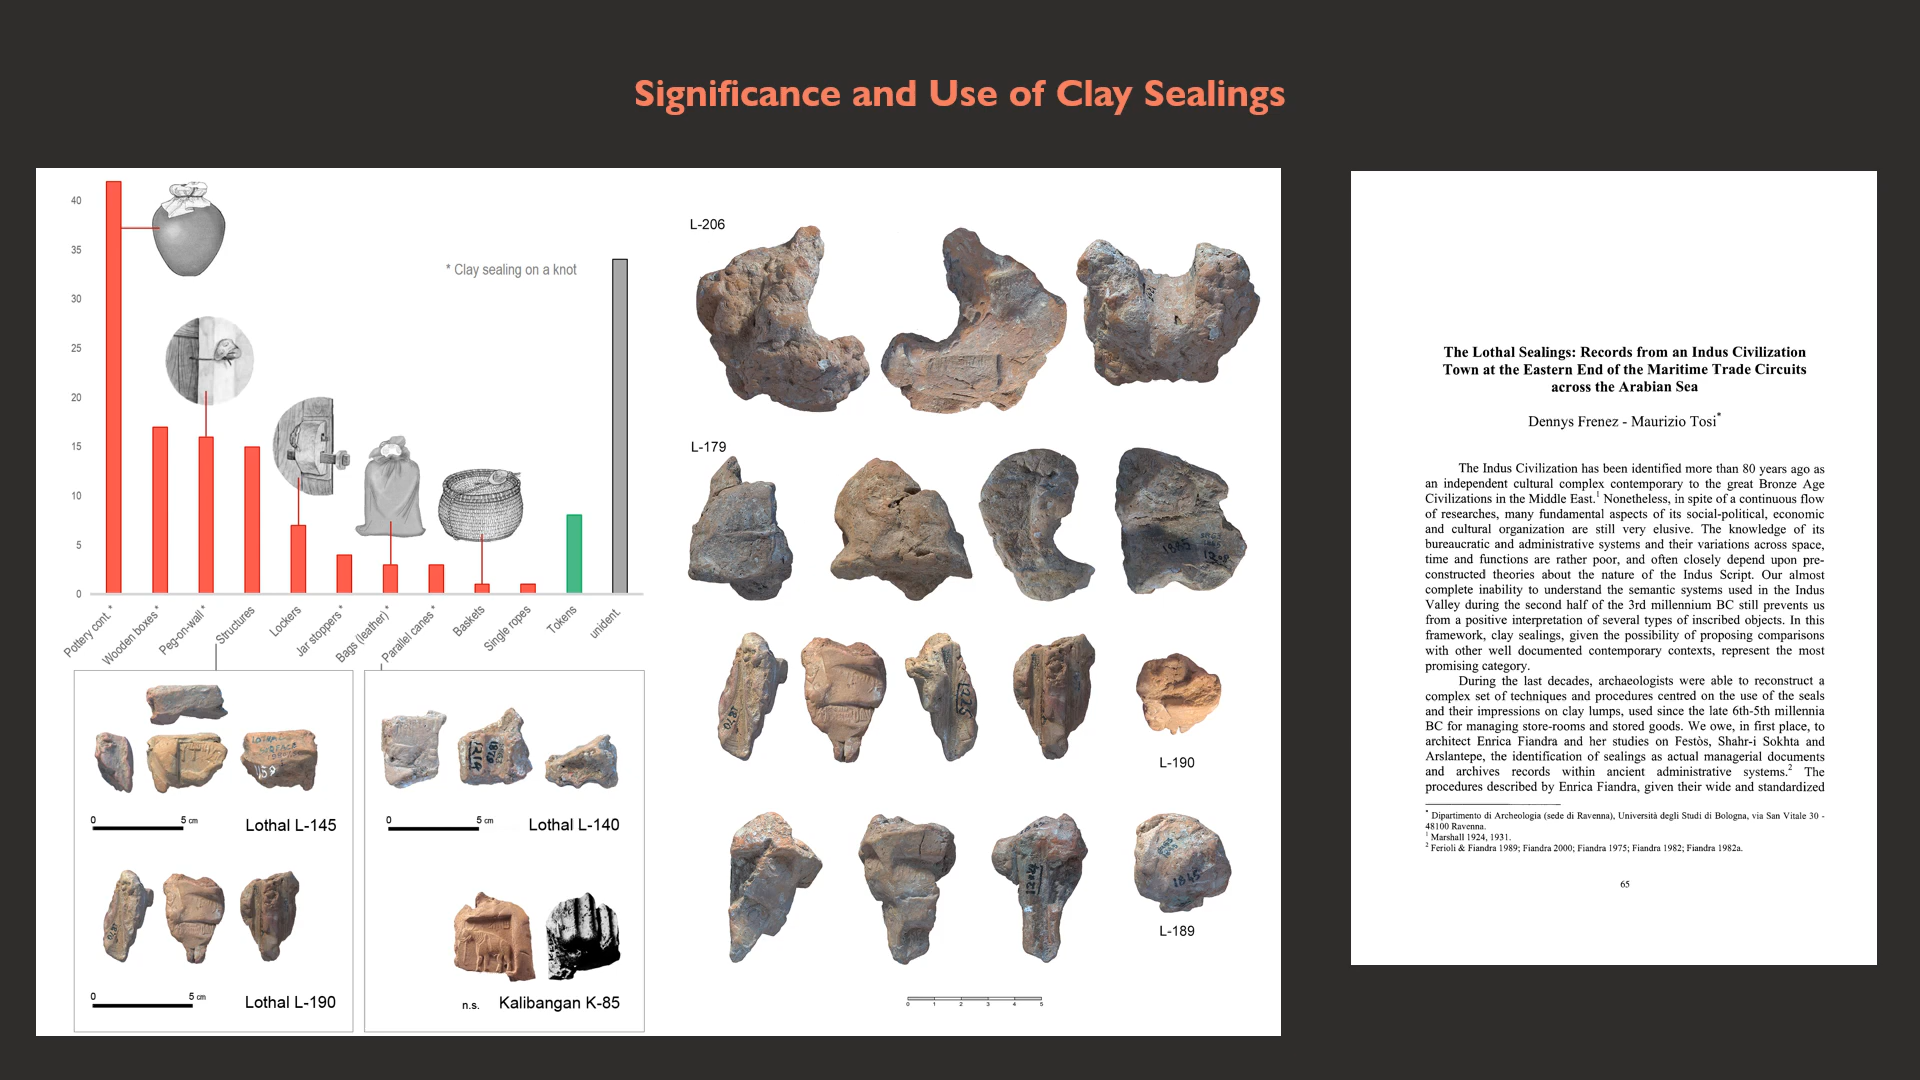 Significance and Use of Clay Sealings
40
35
30
25
20
15
10
5
0
* Clay sealing on a knot
Pottery cont. *
Wooden boxes *
Peg-on-wall *
Structures
Lockers
Jar stoppers *
Bags (leather) *
Parallel canes *
Baskets
Single ropes
Tokens
unident.
0 5 cm
Lothal L-145
0 5 cm
Lothal L-140
0 5 cm
Lothal L-190
n.s. Kalibangan K-85
L-206
L-179
1865
1208
1225
L-190
12024
1845
L-189
0 1 2 3 4 5
The Lothal Sealings: Records from an Indus Civilization
Town at the Eastern End of the Maritime Trade Circuits
across the Arabian Sea
Dennys Frenez - Maurizio Tosi*
The Indus Civilization has been identified more than 80 years ago as
an independent cultural complex contemporary to the great Bronze Age
Civilizations in the Middle East.1 Nonetheless, in spite of a continuous flow
of researches, many fundamental aspects of its social-political, economic
and cultural organization are still very elusive. The knowledge of its
bureaucratic and administrative systems and their variations across space,
time and functions are rather poor, and often closely depend upon pre-
constructed theories about the nature of the Indus Script. Our almost
complete inability to understand the semantic systems used in the Indus
Valley during the second half of the 3rd millennium BC still prevents us
from a positive interpretation of several types of inscribed objects. In this
framework, clay sealings, given the possibility of proposing comparisons
with other well documented contemporary contexts, represent the most
promising category.
During the last decades, archaeologists were able to reconstruct a
complex set of techniques and procedures centred on the use of the seals
and their impressions on clay lumps, used since the late 6th-5th millennia
BC for managing store-rooms and stored goods. We owe, in first place, to
architect Enrica Fiandra and her studies on Festòs, Shahr-i Sokhta and
Arslantepe, the identification of sealings as actual managerial documents
and archives records within ancient administrative systems.2 The
procedures described by Enrica Fiandra, given their wide and standardized
* Dipartimento di Archeologia (sede di Ravenna), Università degli Studi di Bologna, via San Vitale 30 -
48100 Ravenna.
1 Marshall 1924, 1931.
2 Ferioli & Fiandra 1989; Fiandra 2000; Fiandra 1975; Fiandra 1982; Fiandra 1982a.
65